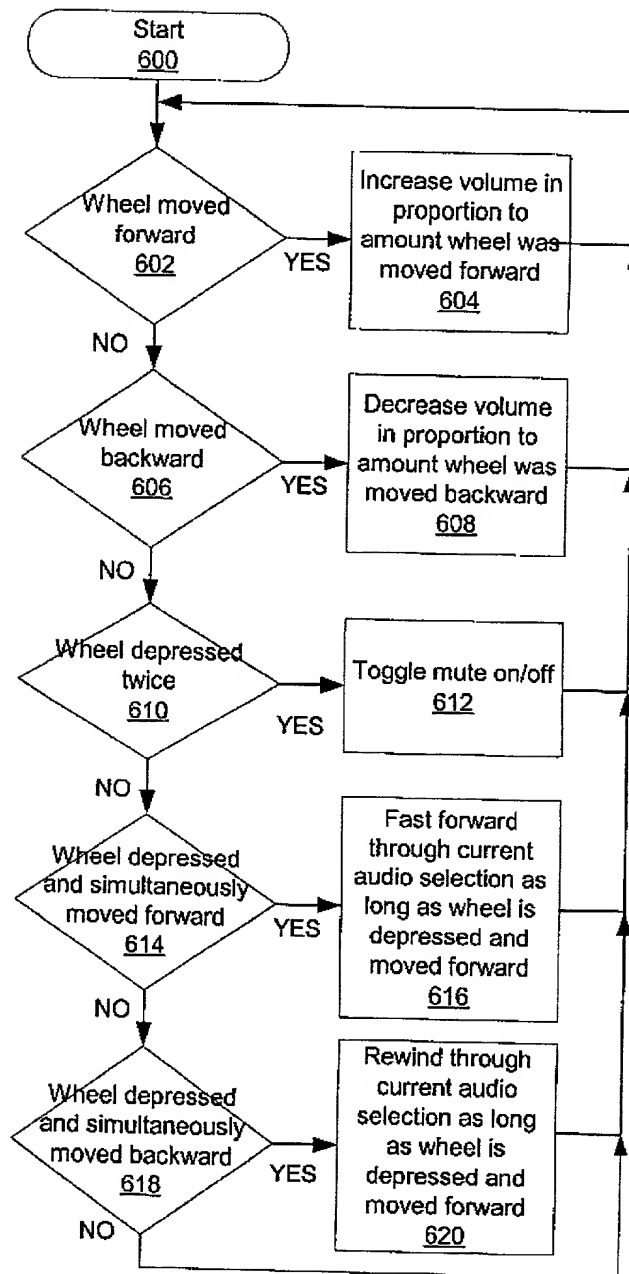 Start
600
Wheel moved
forward
602
YES
Increase volume in
proportion to
amount wheel was
moved forward
604
NO
Wheel moved
backward
606
YES
Decrease volume
in proportion to
amount wheel was
moved backward
608
NO
Wheel depressed
twice
610
YES
Toggle mute on/off
612
NO
Wheel depressed
and simultaneously
moved forward
614
YES
Fast forward
through current
audio selection as
long as wheel is
depressed and
moved forward
616
NO
Wheel depressed
and simultaneously
moved backward
618
YES
Rewind through
current audio
selection as long
as wheel is
depressed and
moved forward
620
NO